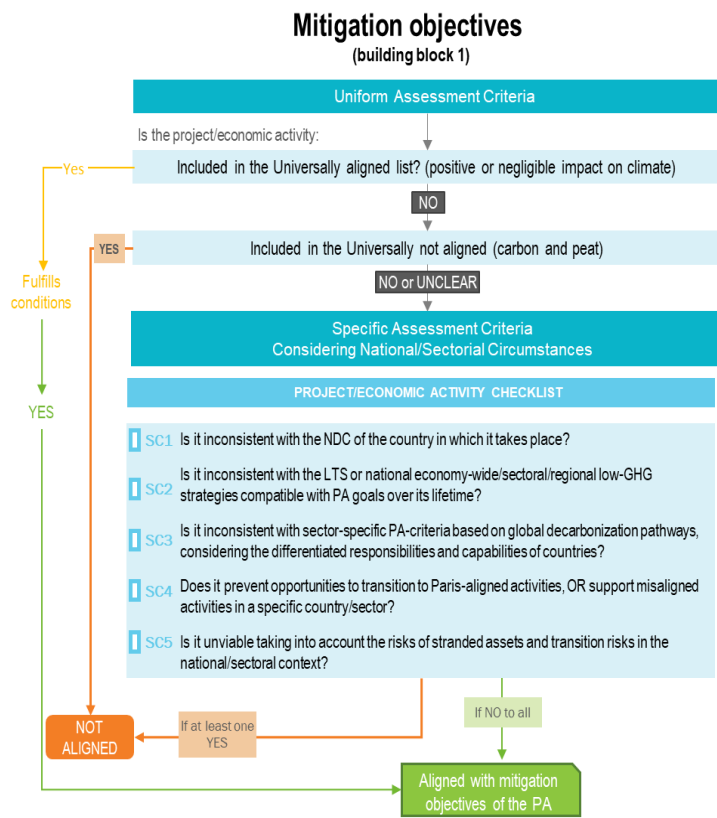 Mitigation objectives
(building block 1)
Uniform Assessment Criteria
Is the project/economic activity:
Included in the Universally aligned list? (positive or negligible impact on climate)
Yes
NO
Included in the Universally not aligned (carbon and peat)
YES
NO or UNCLEAR
Fulfills
conditions
YES
Specific Assessment Criteria
Considering National/Sectorial Circumstances
PROJECT/ECONOMIC ACTIVITY CHECKLIST
SC1 Is it inconsistent with the NDC of the country in which it takes place?
SC2 Is it inconsistent with the LTS or national economy-wide/sectoral/regional low-GHG
strategies compatible with PA goals over its lifetime?
SC3 Is it inconsistent with sector-specific PA-criteria based on global decarbonization pathways,
considering the differentiated responsibilities and capabilities of countries?
SC4 Does it prevent opportunities to transition to Paris-aligned activities, OR support misaligned
activities in a specific country/sector?
SC5 Is it unviable taking into account the risks of stranded assets and transition risks in the
national/sectoral context?
If NO to all
If at least one
YES
NOT
ALIGNED
Aligned with mitigation
objectives of the PA